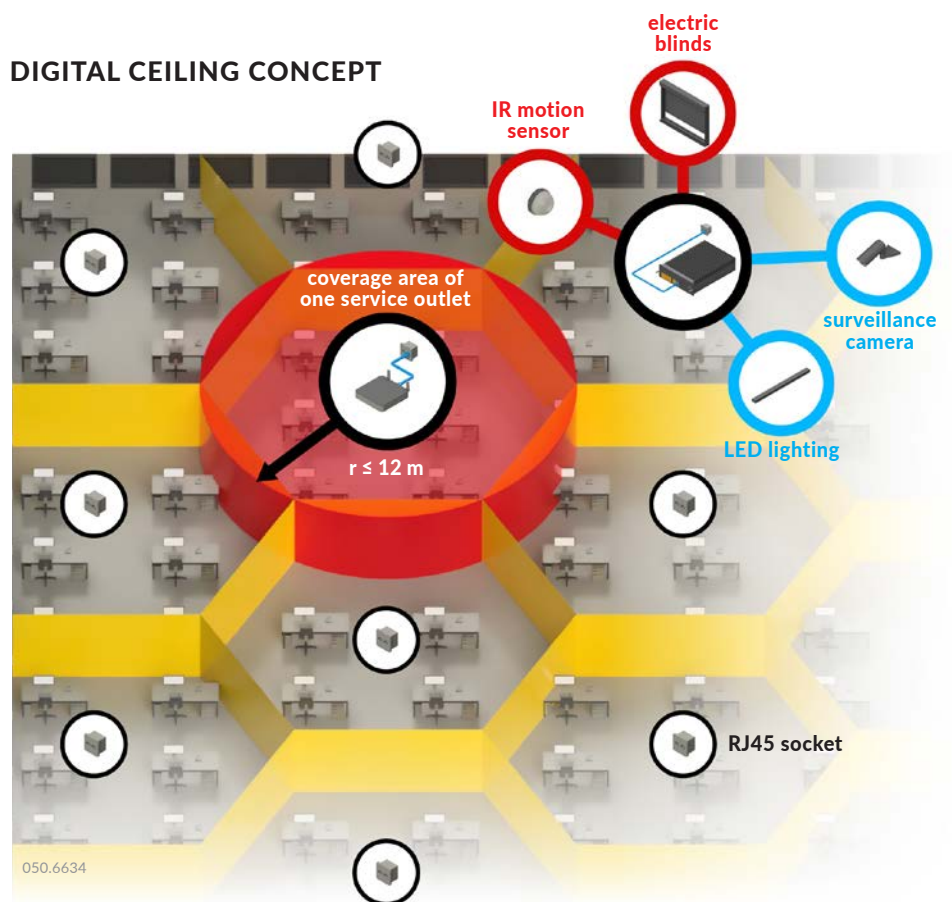 electric
blinds
DIGITAL CEILING CONCEPT
IR motion
sensor
coverage area of
one service outlet
surveillance
camera
LED lighting
r ≤ 12 m
RJ45 socket
050.6634